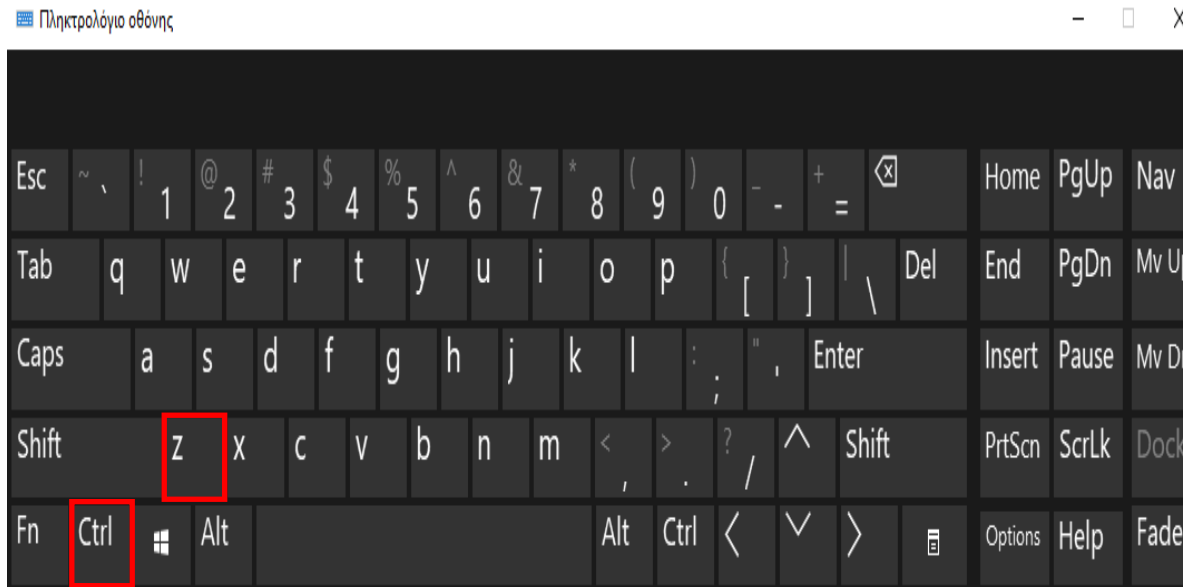 Πληκτρολόγιο οθόνης
Esc ~ ` ! 1 @ 2 # 3 $ 4 % 5 ^ 6 & 7 * 8 ( 9 ) 0 _ - + = Home PgUp Nav
Tab q w e r t y u i o p { [ } ] | \ Del End PgDn Mv Up
Caps a s d f g h j k l : ; " ' Enter Insert Pause Mv Dn
Shift z x c v b n m < , > . ? / Shift PrtScn ScrLk Dock
Fn Ctrl Alt Alt Ctrl Options Help Fade